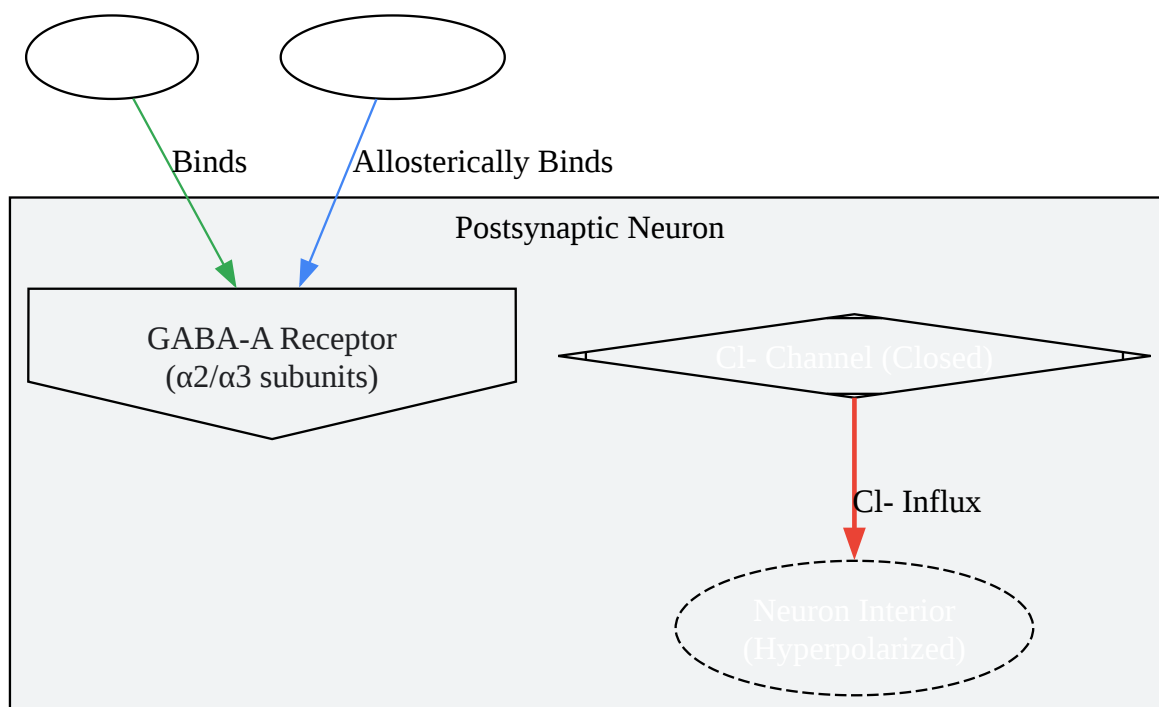 Binds
Allosterically Binds
Postsynaptic Neuron
GABA-A Receptor
(α2/α3 subunits)
Cl- Channel (Closed)
Cl- Influx
Neuron Interior
(Hyperpolarized)